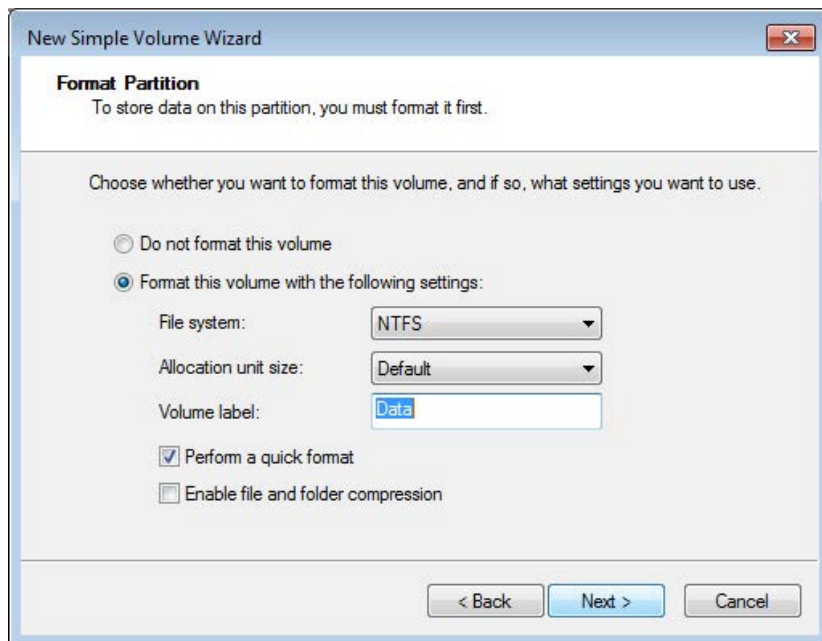 New Simple Volume Wizard
Format Partition
To store data on this partition, you must format it first.
Choose whether you want to format this volume, and if so, what settings you want to use.
Do not format this volume
Format this volume with the following settings:
File system: NTFS
Allocation unit size: Default
Volume label: Data
Perform a quick format
Enable file and folder compression
< Back Next > Cancel